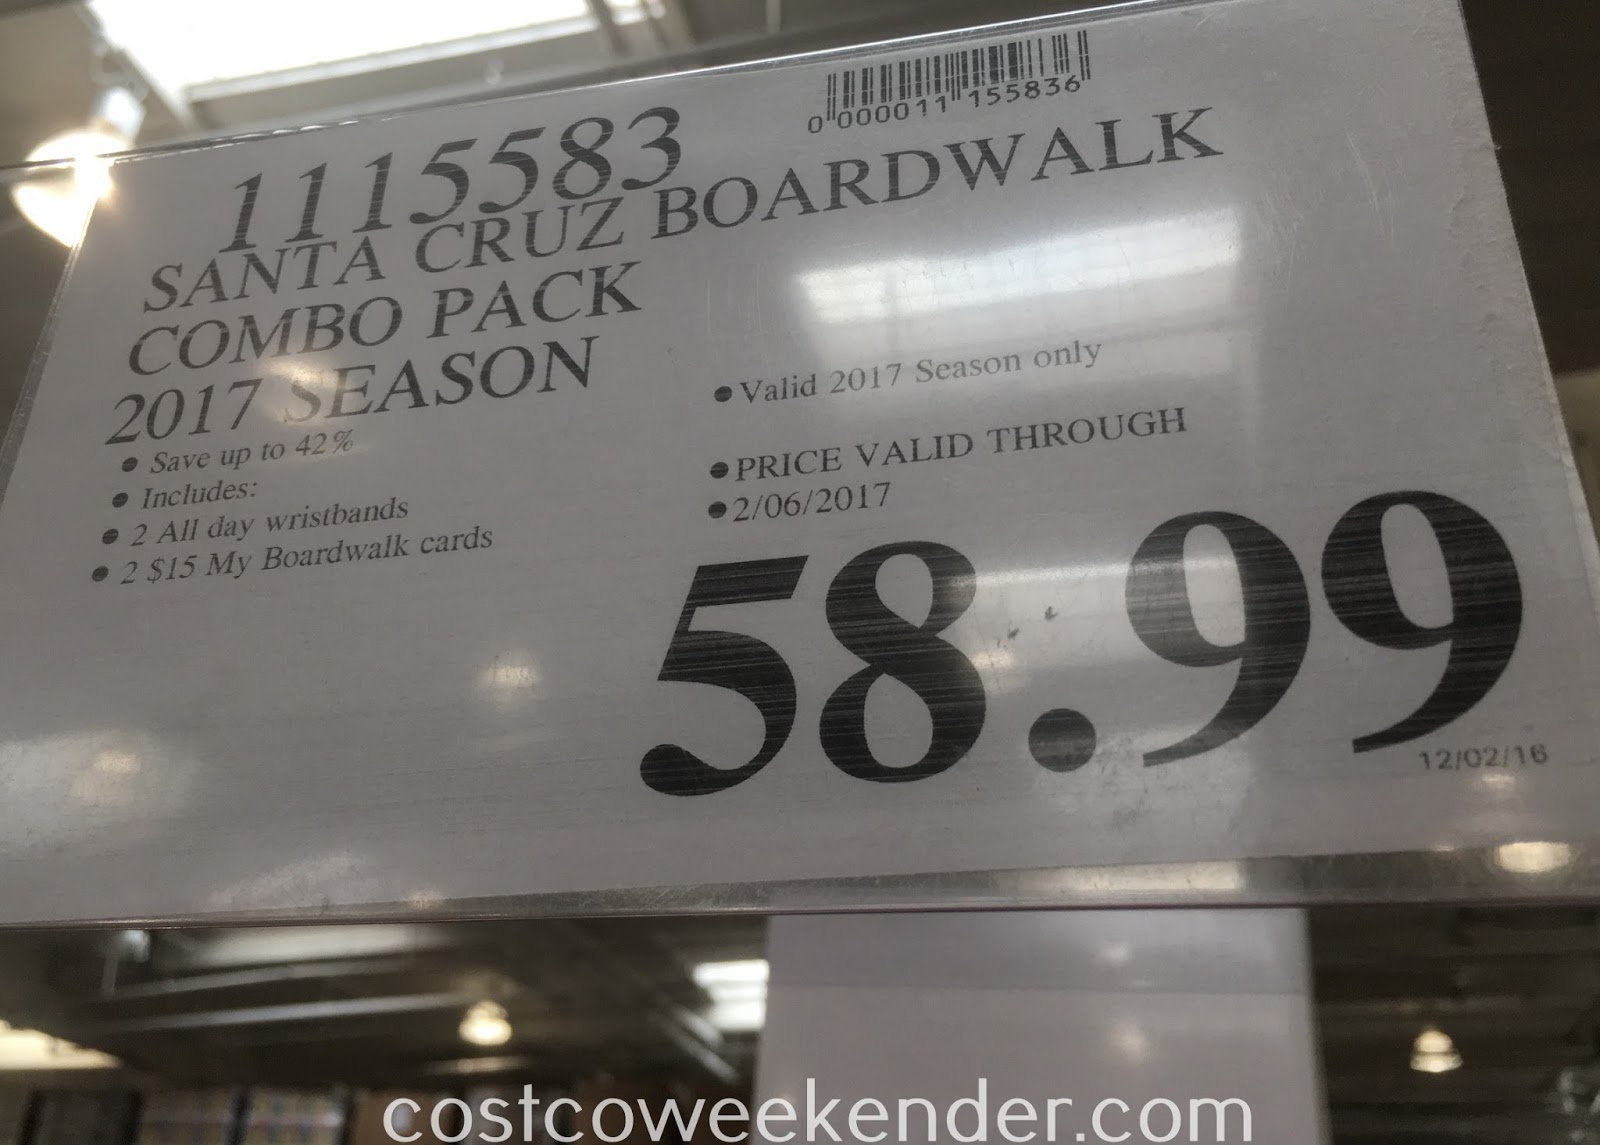 0 000011 155836
1115583
SANTA CRUZ BOARDWALK
COMBO PACK
2017 SEASON
• Save up to 42%
• Includes:
• 2 All day wristbands
• 2 $15 My Boardwalk cards
• Valid 2017 Season only
• PRICE VALID THROUGH
• 2/06/2017
58.99
12/02/16
costcoweekender.com